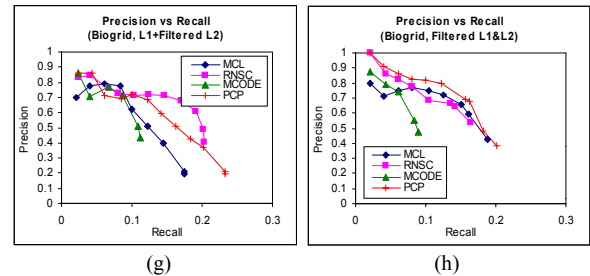 Precision vs Recall
(Biogrid, L1+Filtered L2)
1
0.9
0.8
0.7
0.6
0.5
0.4
0.3
0.2
0.1
0
Precision
MCL
RNSC
MCODE
PCP
0
0.1
0.2
0.3
Recall
(g)
Precision vs Recall
(Biogrid, Filtered L1&L2)
1
0.9
0.8
0.7
0.6
0.5
0.4
0.3
0.2
0.1
0
Precision
MCL
RNSC
MCODE
PCP
0
0.1
0.2
0.3
Recall
(h)